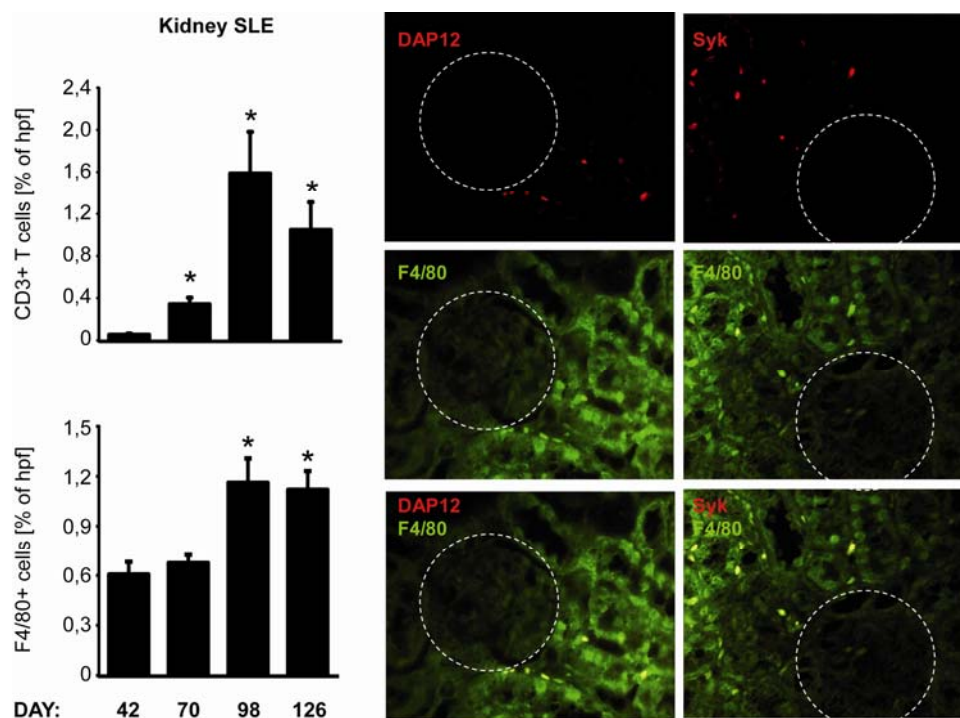 Kidney SLE
CD3+ T cells [% of hpf]
2,4
2,0
1,6
1,2
0,8
0,4
0
*
*
*
F4/80+ cells [% of hpf]
1,5
1,2
0,9
0,6
0,3
0
*
*
DAY: 42 70 98 126
DAP12
Syk
F4/80
F4/80
DAP12
F4/80
Syk
F4/80